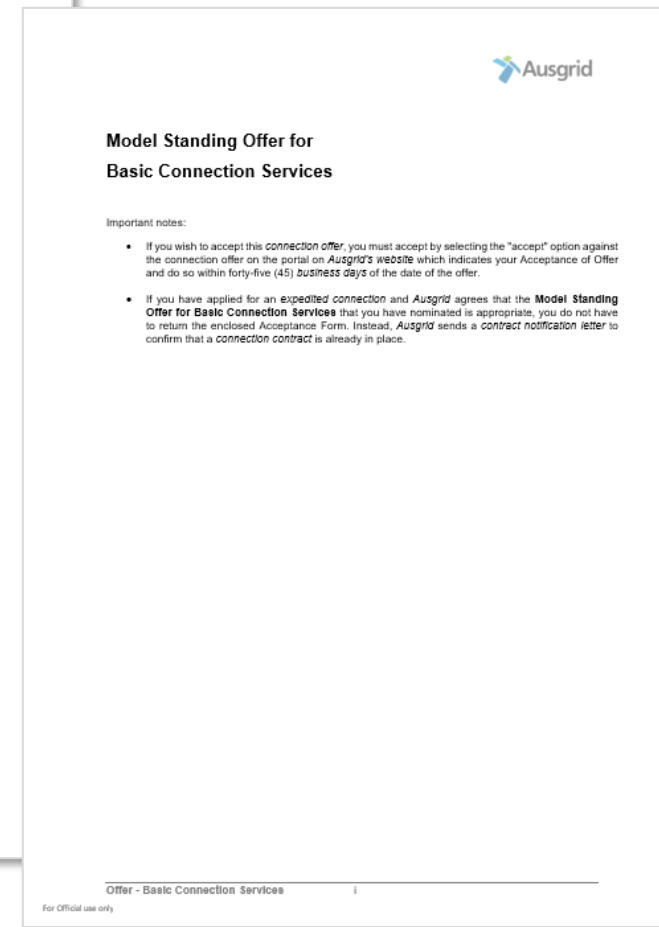 Ausgrid
Model Standing Offer for
Basic Connection Services
Important notes:
• If you wish to accept this connection offer, you must accept by selecting the "accept" option against
the connection offer on the portal on Ausgrid's website which indicates your Acceptance of Offer
and do so within forty-five (45) business days of the date of the offer.
• If you have applied for an expedited connection and Ausgrid agrees that the Model Standing
Offer for Basic Connection Services that you have nominated is appropriate, you do not have
to return the enclosed Acceptance Form. Instead, Ausgrid sends a contract notification letter to
confirm that a connection contract is already in place.
Offer - Basic Connection Services i
For Official use only